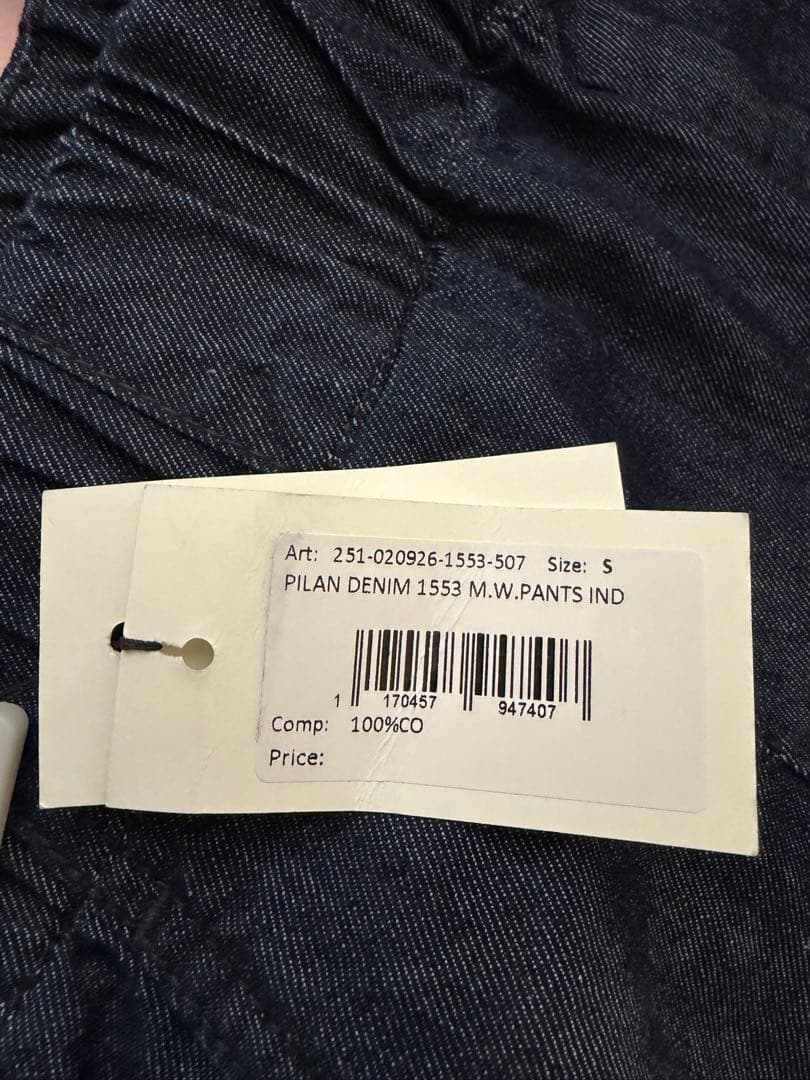 Art: 251-020926-1553-507 Size: S
PILAN DENIM 1553 M.W.PANTS IND
1 170457 947407
Comp: 100%CO
Price: